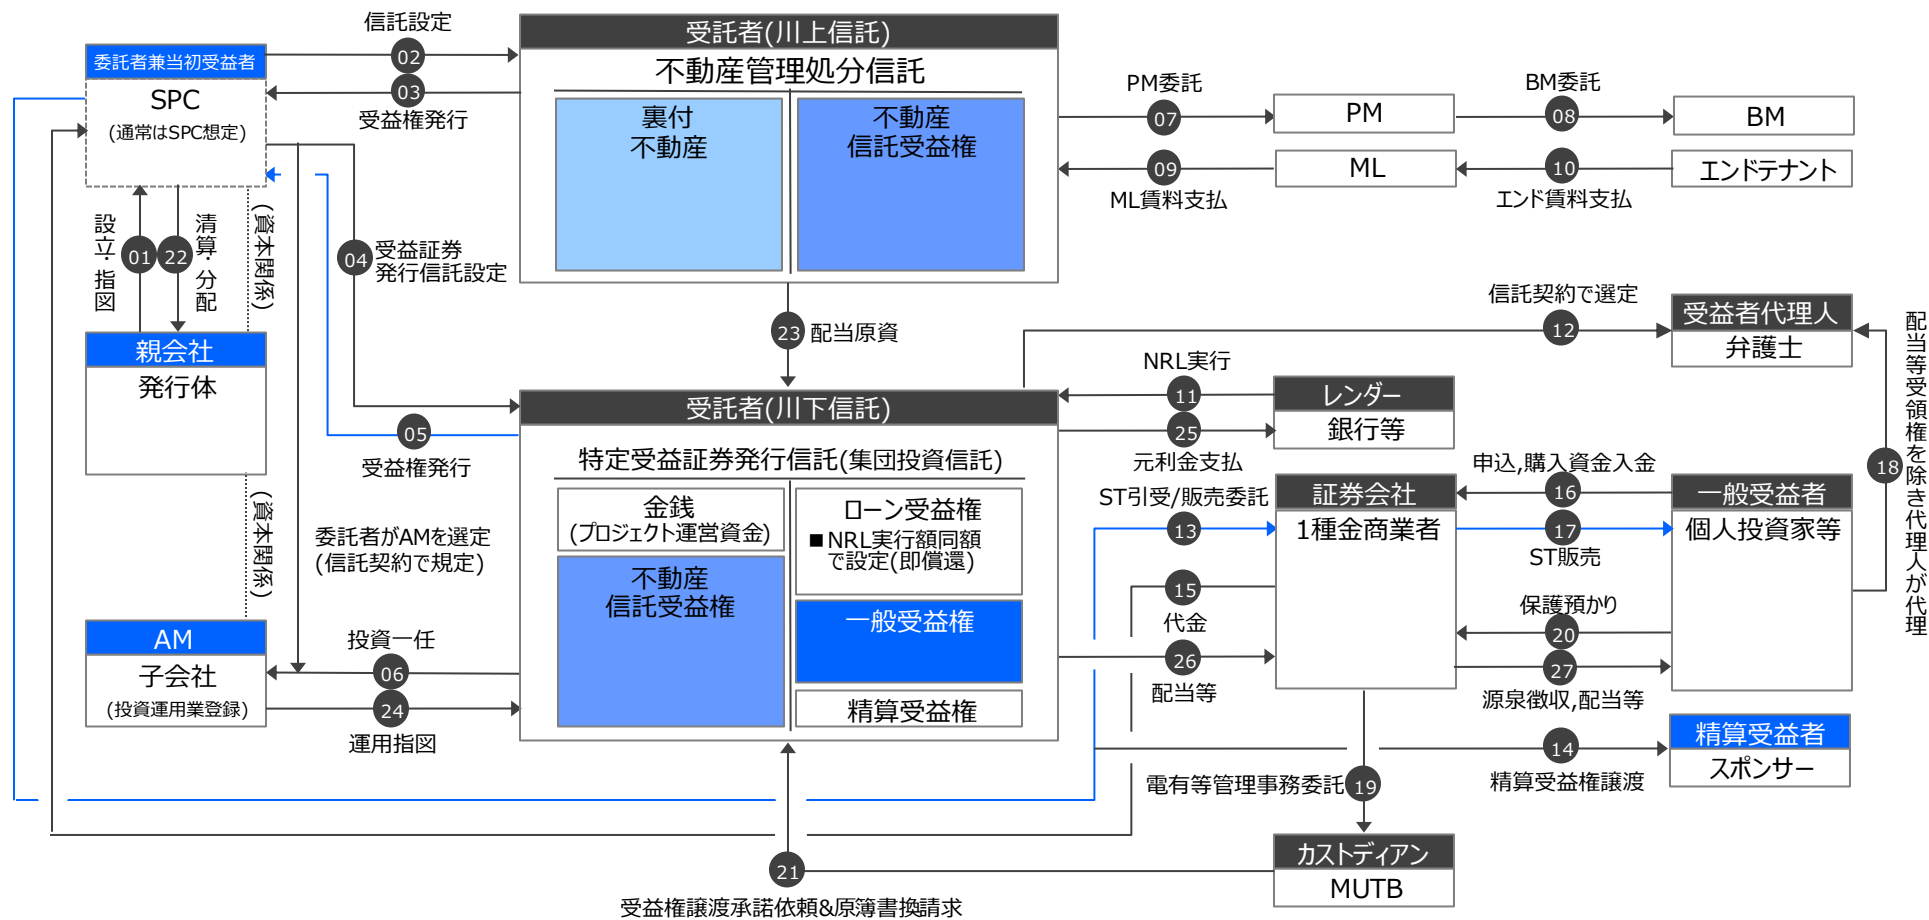 信託設定
02
03
受益権発行
委託者兼当初受益者
SPC
(通常はSPC想定)
受託者(川上信託)
不動産管理処分信託
裏付
不動産
不動産
信託受益権
PM委託
07
PM
BM委託
08
BM
09
ML賃料支払
ML
10
エンド賃料支払
エンドテナント
設立・指図
01
22
清算・分配
(資本関係)
04
受益証券
発行信託設定
23
配当原資
親会社
発行体
信託契約で選定
12
受益者代理人
弁護士
NRL実行
11
25
元利金支払
レンダー
銀行等
05
受益権発行
受託者(川下信託)
特定受益証券発行信託(集団投資信託)
金銭
(プロジェクト運営資金)
不動産
信託受益権
ローン受益権
■NRL実行額同額
で設定(即償還)
一般受益権
精算受益権
委託者がAMを選定
(信託契約で規定)
(資本関係)
AM
子会社
(投資運用業登録)
投資一任
06
24
運用指図
ST引受/販売委託
13
15
代金
26
配当等
証券会社
1種金商業者
申込,購入資金入金
16
17
ST販売
保護預かり
20
27
源泉徴収,配当等
一般受益者
個人投資家等
18
配当等受領権を除き代理人が代理
14
精算受益権譲渡
精算受益者
スポンサー
電有等管理事務委託
19
カストディアン
MUTB
21
受益権譲渡承諾依頼&原簿書換請求